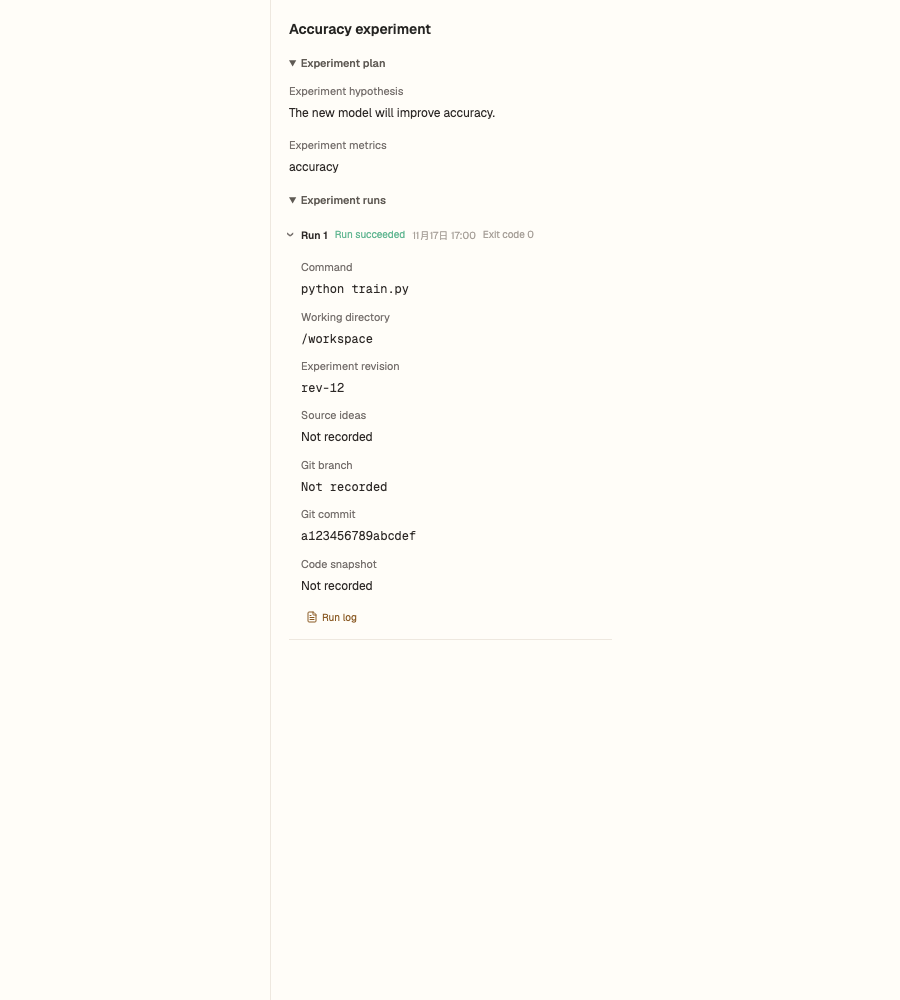 Accuracy experiment
Experiment plan
Experiment hypothesis
The new model will improve accuracy.
Experiment metrics
accuracy
Experiment runs
Run 1 Run succeeded 11月17日 17:00 Exit code 0
Command
python train.py
Working directory
/workspace
Experiment revision
rev-12
Source ideas
Not recorded
Git branch
Not recorded
Git commit
a123456789abcdef
Code snapshot
Not recorded
Run log